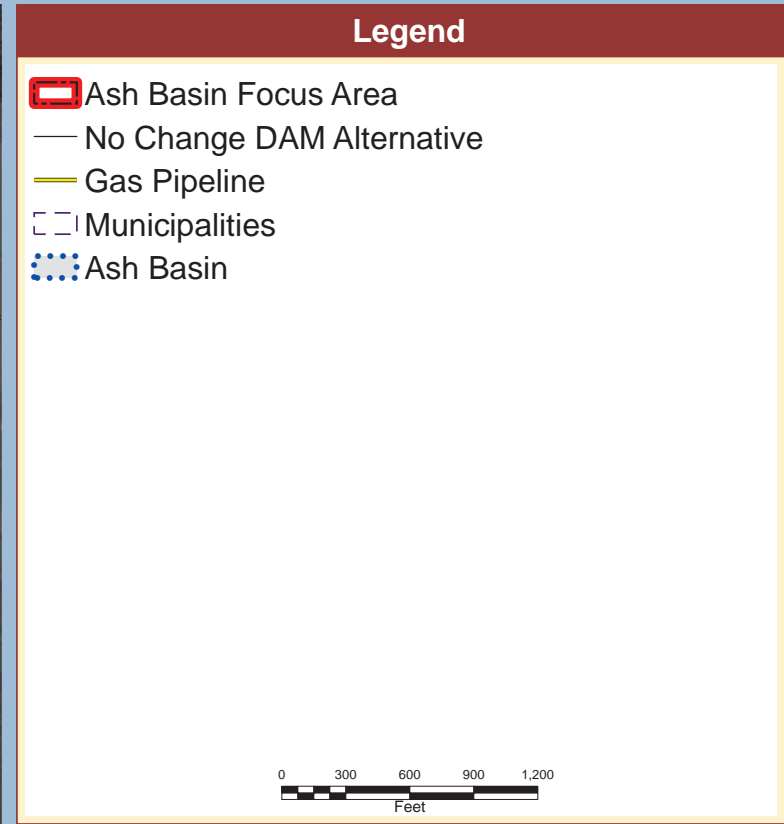 Legend
Ash Basin Focus Area
No Change DAM Alternative
Gas Pipeline
Municipalities
Ash Basin
0 300 600 900 1,200
Feet